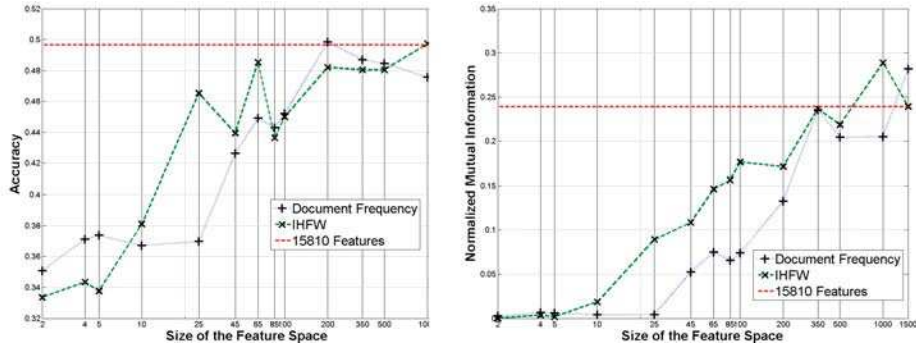 0.5
0.48
0.46
0.44
0.42
0.4
0.38
0.36
0.34
0.32
Accuracy
Document Frequency
IHFW
15810 Features
2 4 5 10 25 45 65 85 100 200 350 500 100
Size of the Feature Space
0.35
0.3
0.25
0.2
0.15
0.1
0.05
Normalized Mutual Information
Document Frequency
IHFW
15810 Features
2 4 5 10 25 45 65 85 100 200 350 500 1000 1500
Size of the Feature Space